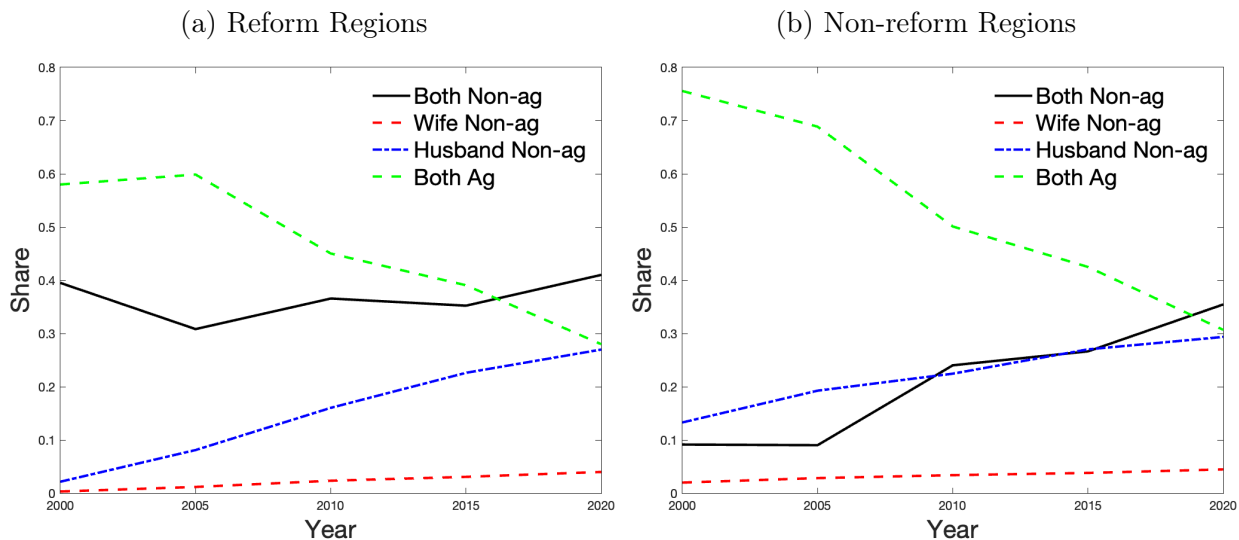 (a) Reform Regions
0.8
0.7
0.6
0.5
0.4
0.3
0.2
0.1
0
Share
Both Non-ag
Wife Non-ag
Husband Non-ag
Both Ag
2000 2005 2010 2015 2020
Year
(b) Non-reform Regions
0.8
0.7
0.6
0.5
0.4
0.3
0.2
0.1
0
Share
Both Non-ag
Wife Non-ag
Husband Non-ag
Both Ag
2000 2005 2010 2015 2020
Year